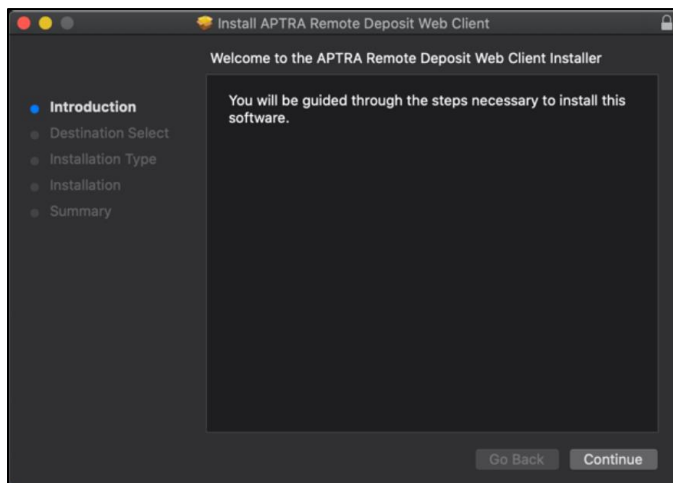 Install APTRA Remote Deposit Web Client
Welcome to the APTRA Remote Deposit Web Client Installer
Introduction
Destination Select
Installation Type
Installation
Summary
You will be guided through the steps necessary to install this
software.
Go Back
Continue